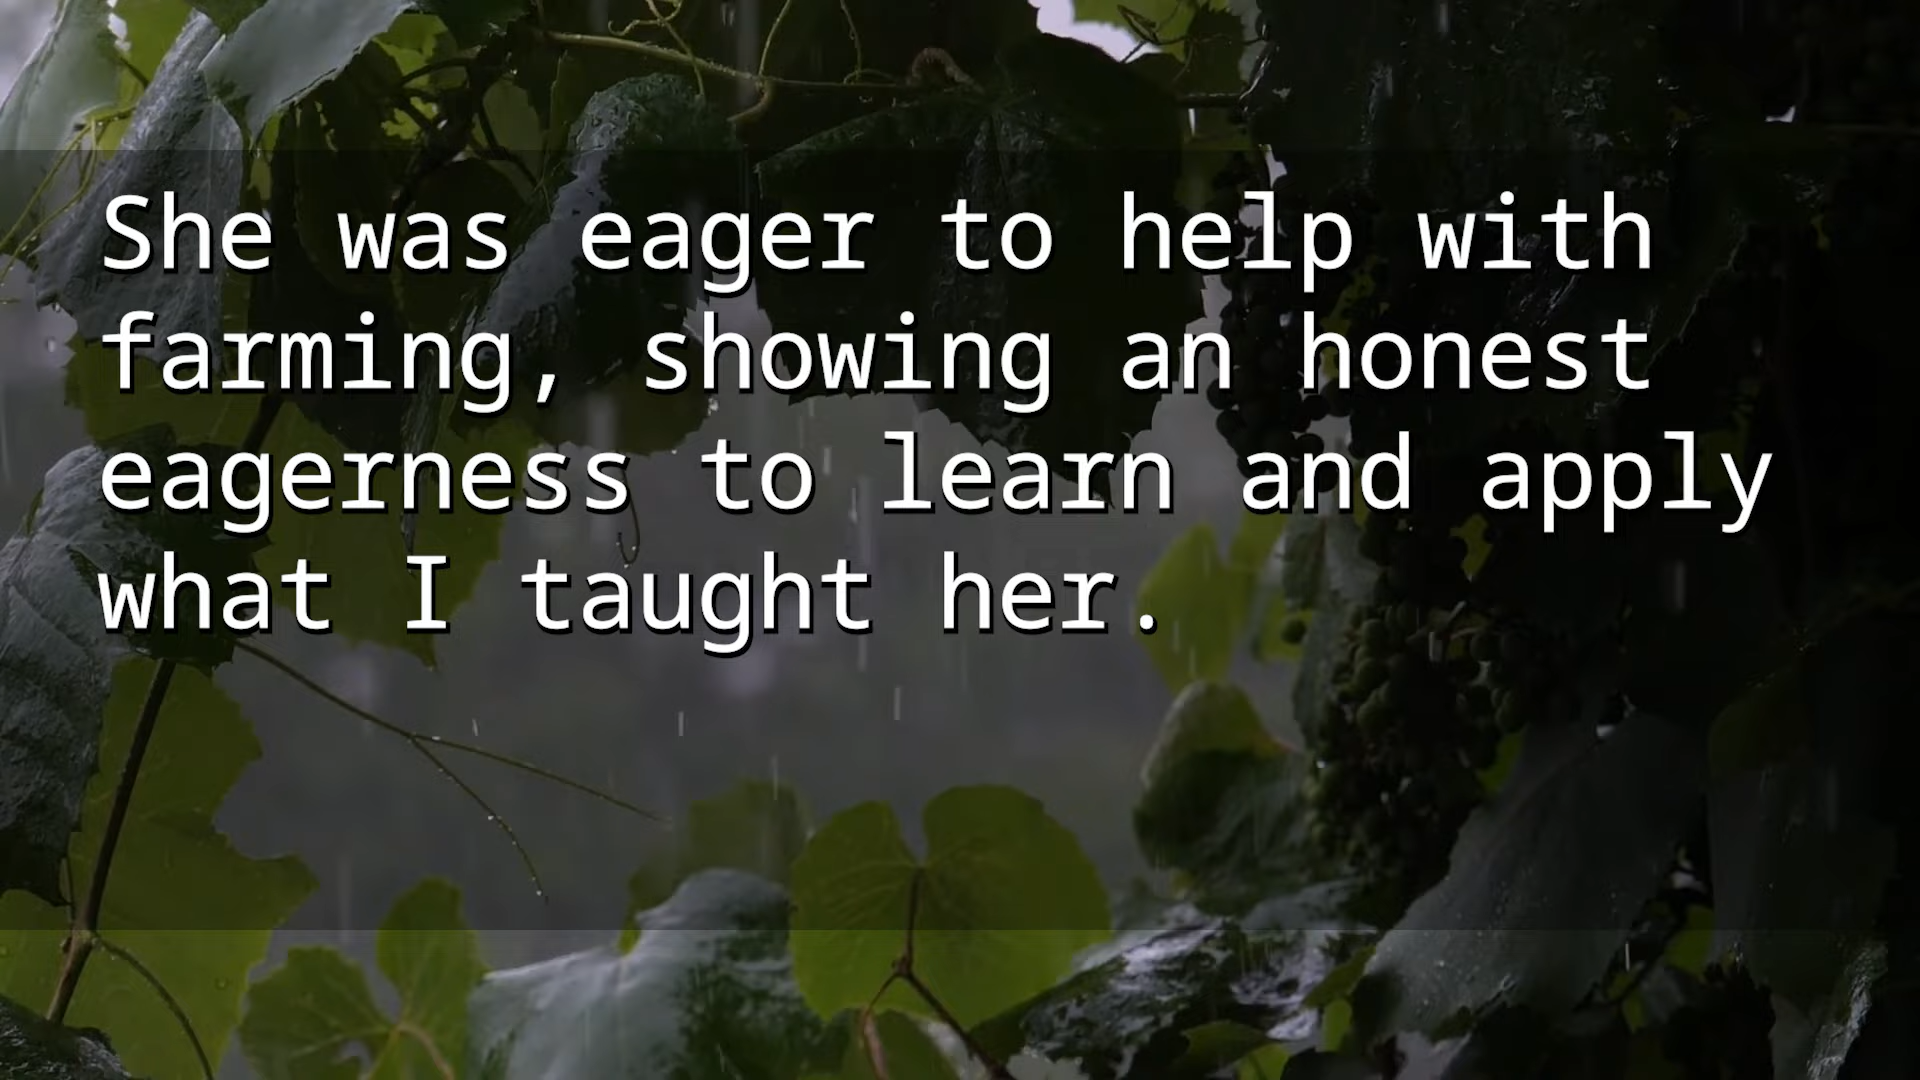 She was eager to help with
farming, showing an honest
eagerness to learn and apply
what I taught her.